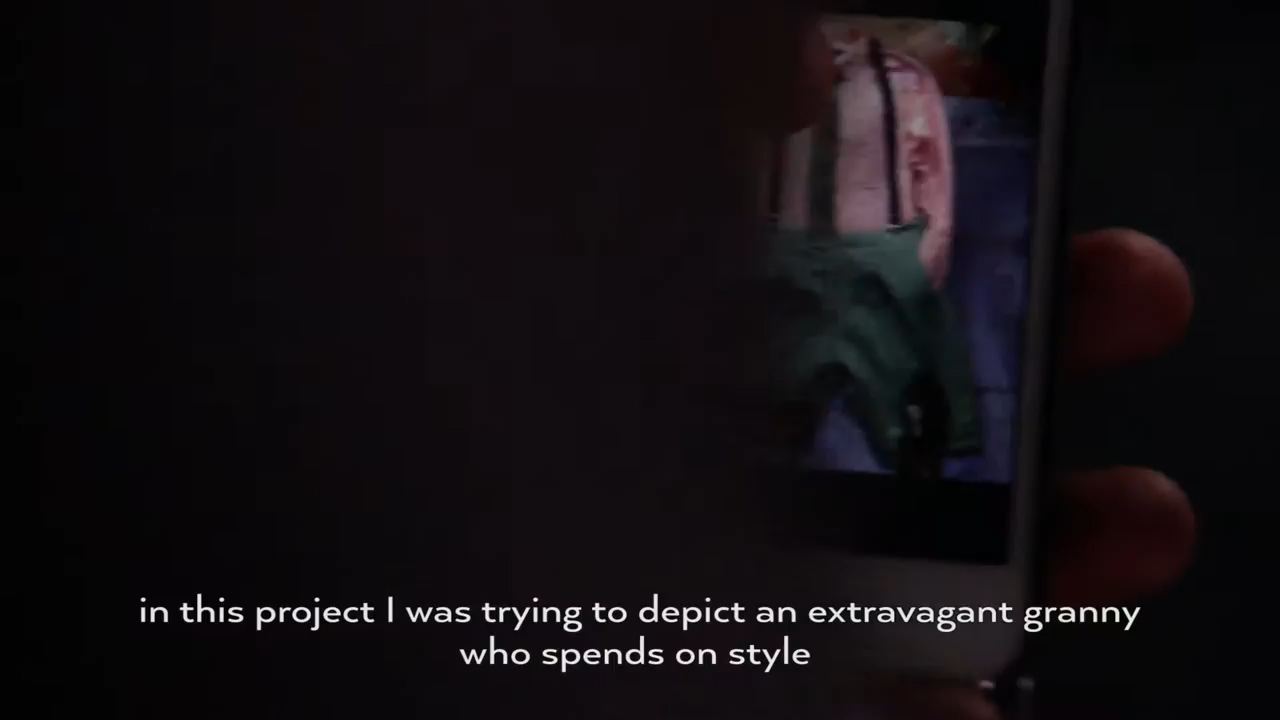 in this project I was trying to depict an extravagant granny
who spends on style